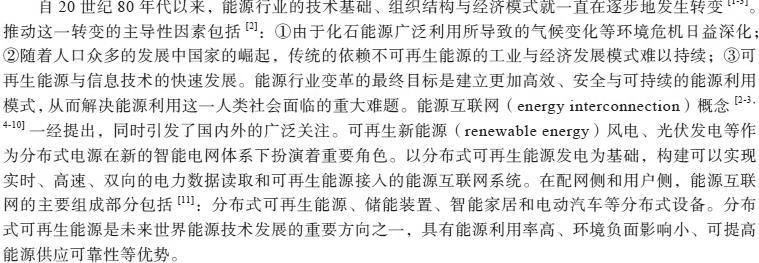 自 20 世纪 80 年代以来，能源行业的技术基础、组织结构与经济模式就一直在逐步地发生转变 [1-3]。
推动这一转变的主导性因素包括 [2]：①由于化石能源广泛利用所导致的气候变化等环境危机日益深化；
②随着人口众多的发展中国家的崛起，传统的依赖不可再生能源的工业与经济发展模式难以持续；③可
再生能源与信息技术的快速发展。能源行业变革的最终目标是建立更加高效、安全与可持续的能源利用
模式，从而解决能源利用这一人类社会面临的重大难题。能源互联网（energy interconnection）概念 [2-3，
4-10] 一经提出，同时引发了国内外的广泛关注。可再生新能源（renewable energy）风电、光伏发电等作
为分布式电源在新的智能电网体系下扮演着重要角色。以分布式可再生能源发电为基础，构建可以实现
实时、高速、双向的电力数据读取和可再生能源接入的能源互联网系统。在配网侧和用户侧，能源互联
网的主要组成部分包括 [11]：分布式可再生能源、储能装置、智能家居和电动汽车等分布式设备。分布
式可再生能源是未来世界能源技术发展的重要方向之一，具有能源利用率高、环境负面影响小、可提高
能源供应可靠性等优势。